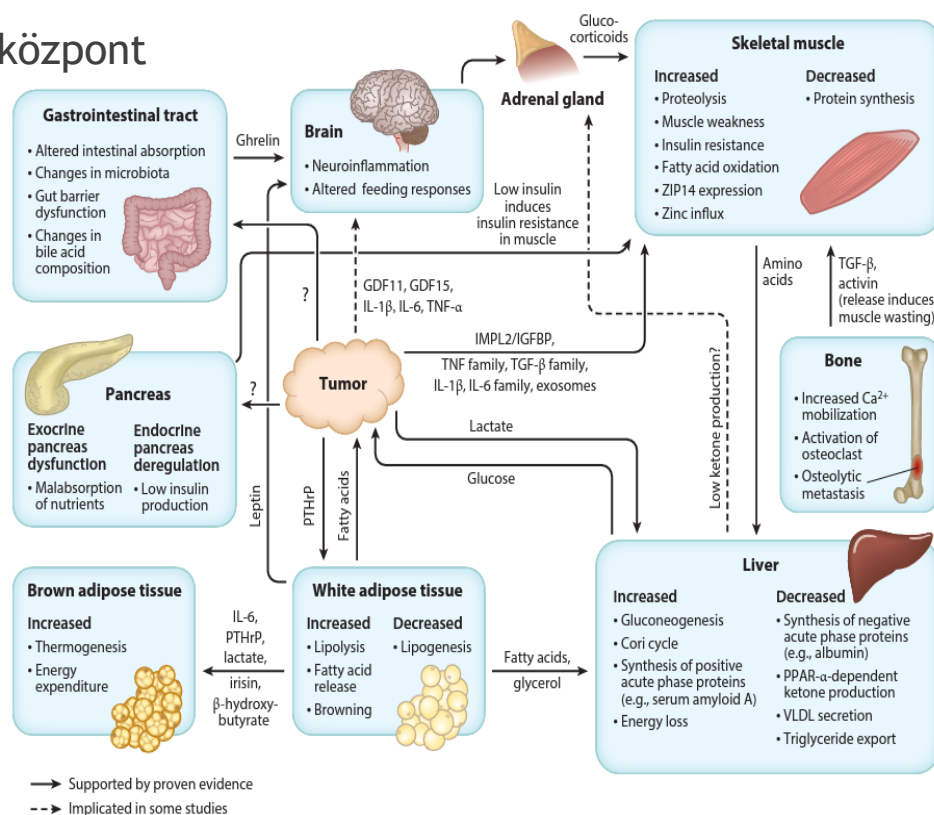 központ
Gastrointestinal tract
• Altered intestinal absorption
• Changes in microbiota
• Gut barrier
dysfunction
• Changes in
bile acid
composition
Ghrelin
Brain
• Neuroinflammation
• Altered feeding responses
Adrenal gland
Gluco-
corticoids
Skeletal muscle
Increased
• Proteolysis
• Muscle weakness
• Insulin resistance
• Fatty acid oxidation
• ZIP14 expression
• Zinc influx
Decreased
• Protein synthesis
Low insulin
induces
insulin resistance
in muscle
?
GDF11, GDF15,
IL-1β, IL-6, TNF-α
Amino
acids
TGF-β,
activin
(release induces
muscle wasting)
Pancreas
Exocrine
pancreas
dysfunction
• Malabsorption
of nutrients
Endocrine
pancreas
deregulation
• Low insulin
production
?
Tumor
IMPL2/IGFBP,
TNF family, TGF-β family,
IL-1β, IL-6 family, exosomes
Lactate
Glucose
Low ketone production?
Bone
• Increased Ca²⁺
mobilization
• Activation of
osteoclast
• Osteolytic
metastasis
Leptin
PTHrP
Fatty acids
Brown adipose tissue
Increased
• Thermogenesis
• Energy
expenditure
IL-6,
PTHrP,
lactate,
irisin,
β-hydroxy-
butyrate
White adipose tissue
Increased
• Lipolysis
• Fatty acid
release
• Browning
Decreased
• Lipogenesis
Fatty acids,
glycerol
Liver
Increased
• Gluconeogenesis
• Cori cycle
• Synthesis of positive
acute phase proteins
(e.g., serum amyloid A)
• Energy loss
Decreased
• Synthesis of negative
acute phase proteins
(e.g., albumin)
• PPAR-α-dependent
ketone production
• VLDL secretion
• Triglyceride export
Supported by proven evidence
Implicated in some studies